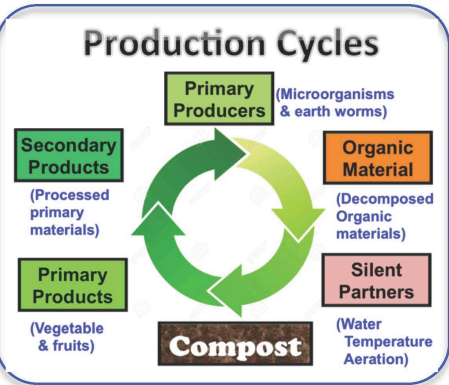 Production Cycles
Primary
Producers
(Microorganisms
& earth worms)
Secondary
Products
(Processed
primary
materials)
Organic
Material
(Decomposed
Organic
materials)
Primary
Products
(Vegetable
& fruits)
Silent
Partners
(Water
Temperature
Aeration)
Compost